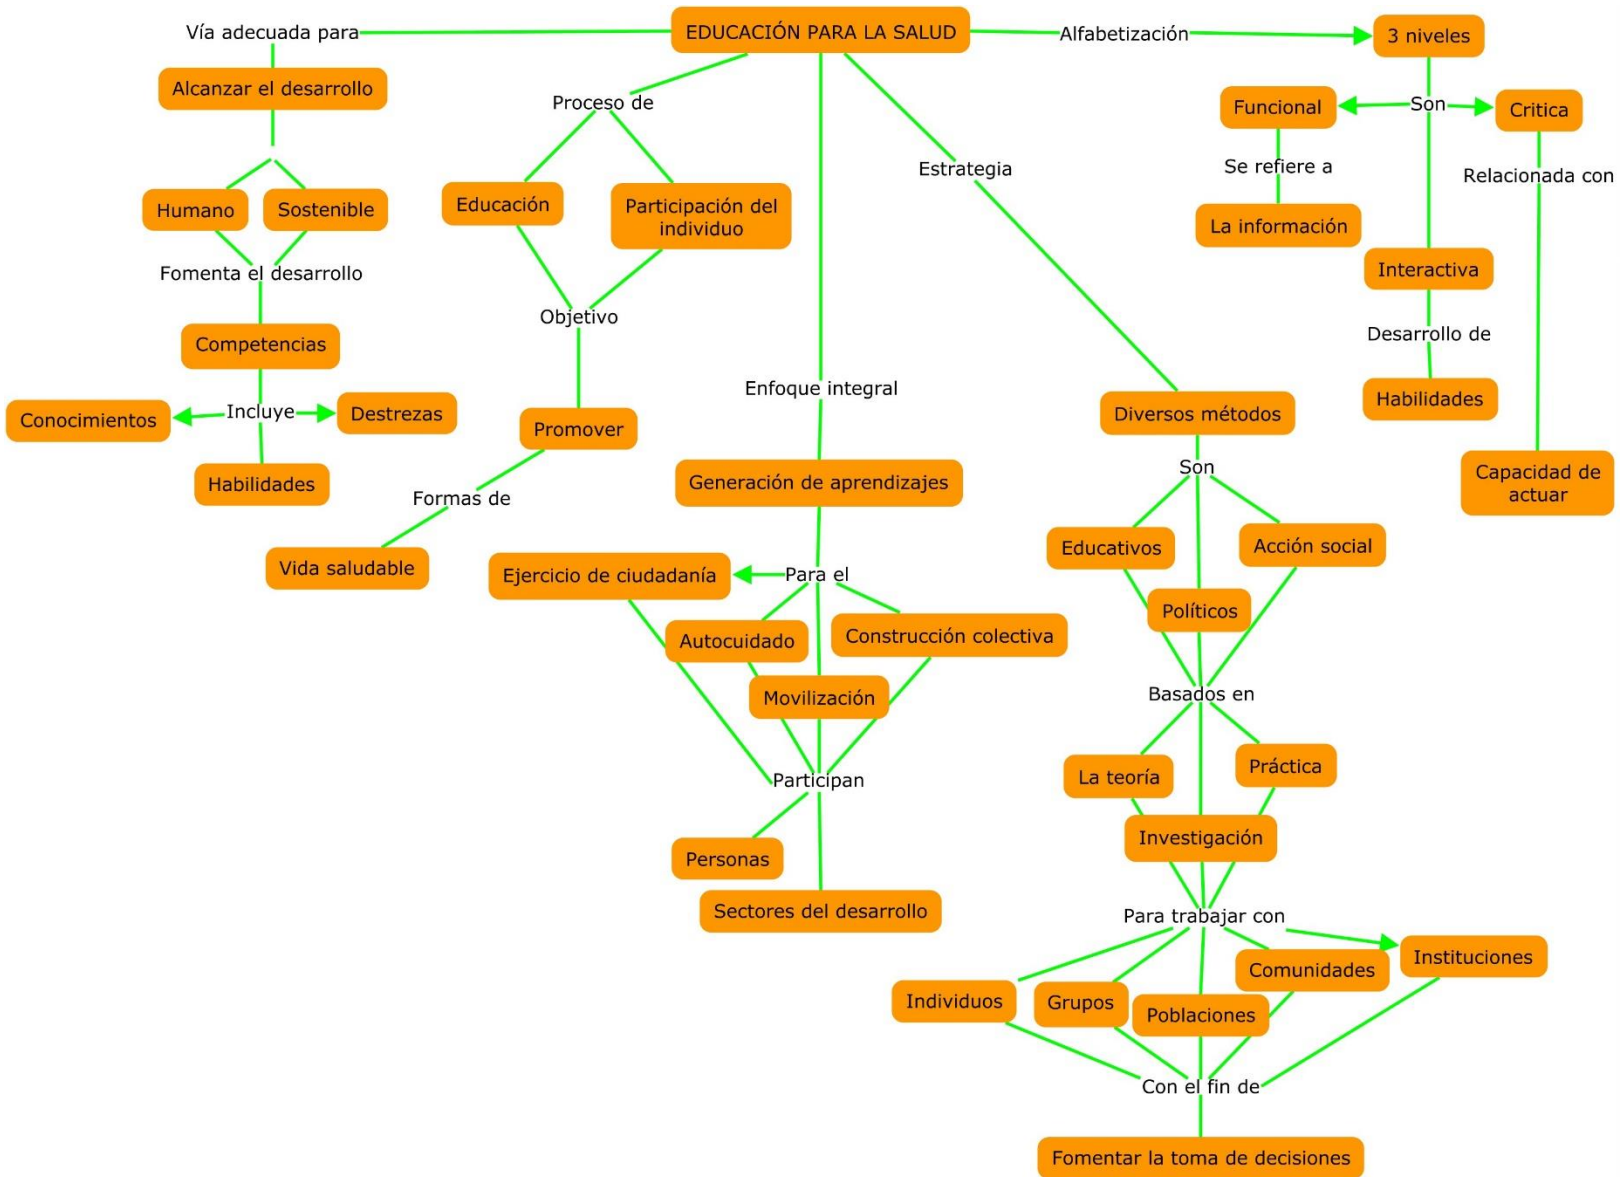 EDUCACIÓN PARA LA SALUD
Vía adecuada para
Alcanzar el desarrollo
Humano
Sostenible
Fomenta el desarrollo
Competencias
Incluye
Conocimientos
Destrezas
Habilidades
Proceso de
Educación
Participación del
individuo
Objetivo
Promover
Formas de
Vida saludable
Enfoque integral
Generación de aprendizajes
Para el
Ejercicio de ciudadanía
Autocuidado
Movilización
Construcción colectiva
Participan
Personas
Sectores del desarrollo
Estrategia
Diversos métodos
Son
Educativos
Políticos
Acción social
Basados en
La teoría
Investigación
Práctica
Para trabajar con
Individuos
Grupos
Poblaciones
Comunidades
Instituciones
Con el fin de
Fomentar la toma de decisiones
Alfabetización
3 niveles
Son
Funcional
Se refiere a
La información
Interactiva
Desarrollo de
Habilidades
Critica
Relacionada con
Capacidad de
actuar